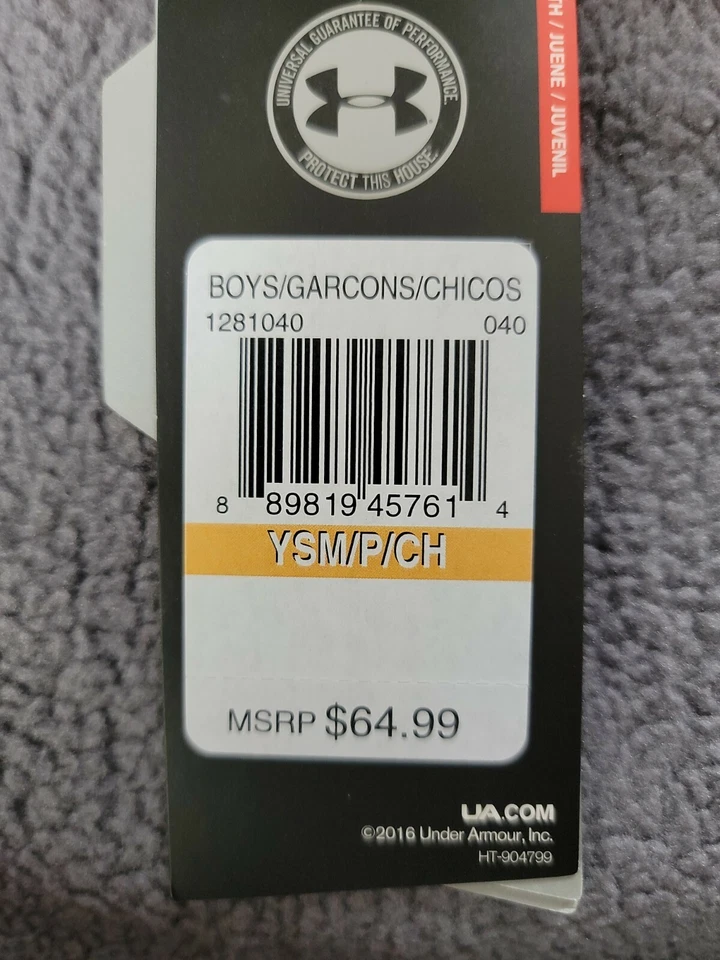 UNIVERSAL GUARANTEE OF PERFORMANCE.
PROTECT THIS HOUSE
TH / JUENE / JUVENIL
BOYS/GARCONS/CHICOS
1281040 040
8 89819 45761 4
YSM/P/CH
MSRP $64.99
UA.COM
©2016 Under Armour, Inc.
HT-904799